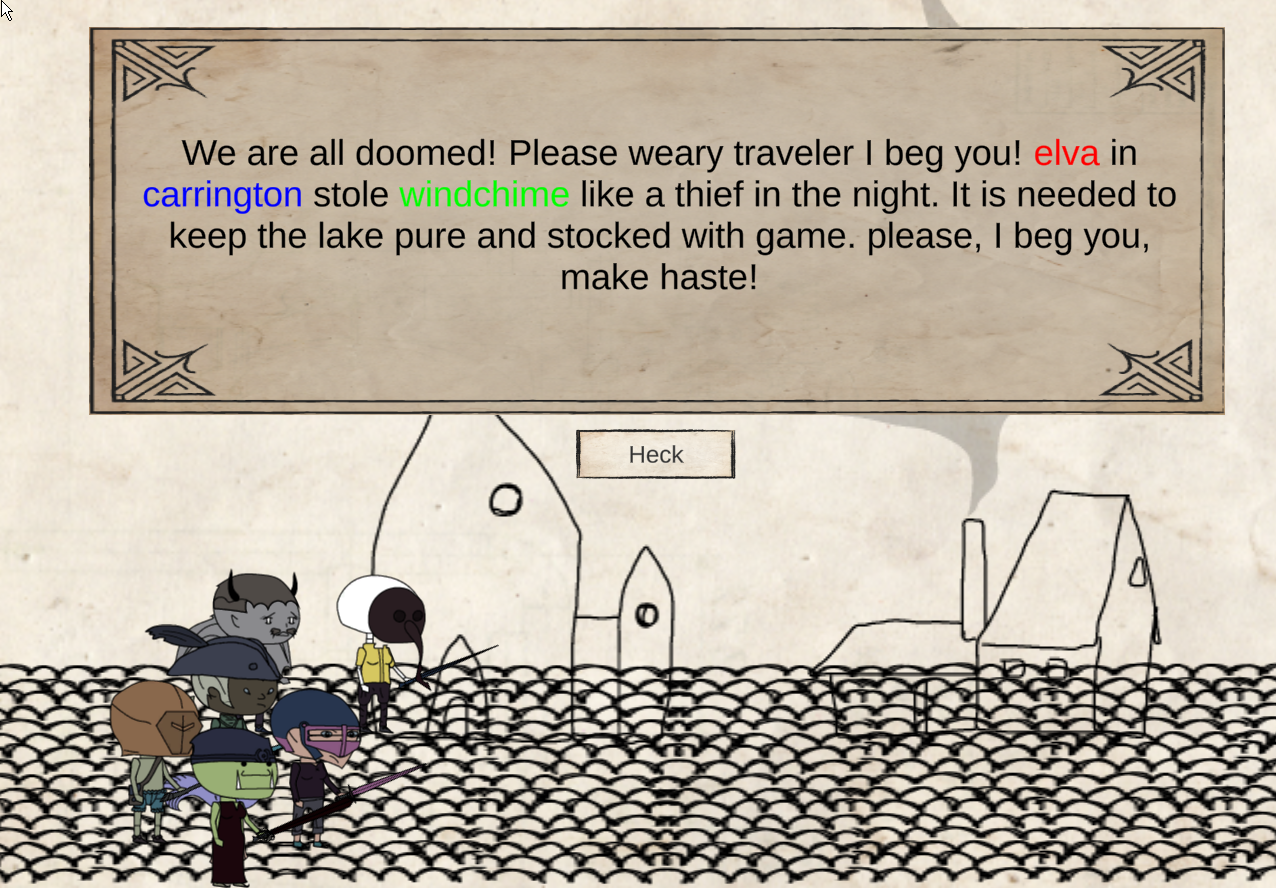 We are all doomed! Please weary traveler I beg you! elva in
carrington stole windchime like a thief in the night. It is needed to
keep the lake pure and stocked with game. please, I beg you,
make haste!
Heck